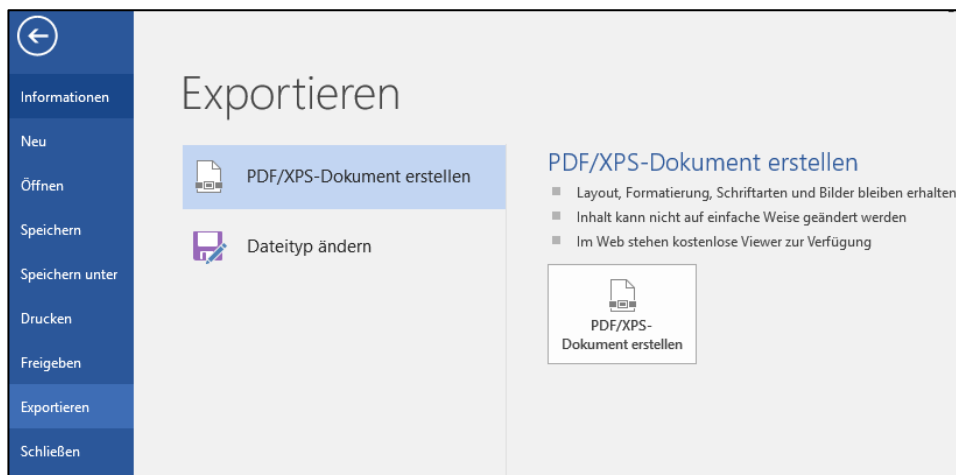 Informationen
Neu
Öffnen
Speichern
Speichern unter
Drucken
Freigeben
Exportieren
Schließen
Exportieren
PDF/XPS-Dokument erstellen
Dateityp ändern
PDF/XPS-Dokument erstellen
Layout, Formatierung, Schriftarten und Bilder bleiben erhalten
Inhalt kann nicht auf einfache Weise geändert werden
Im Web stehen kostenlose Viewer zur Verfügung
PDF/XPS-
Dokument erstellen